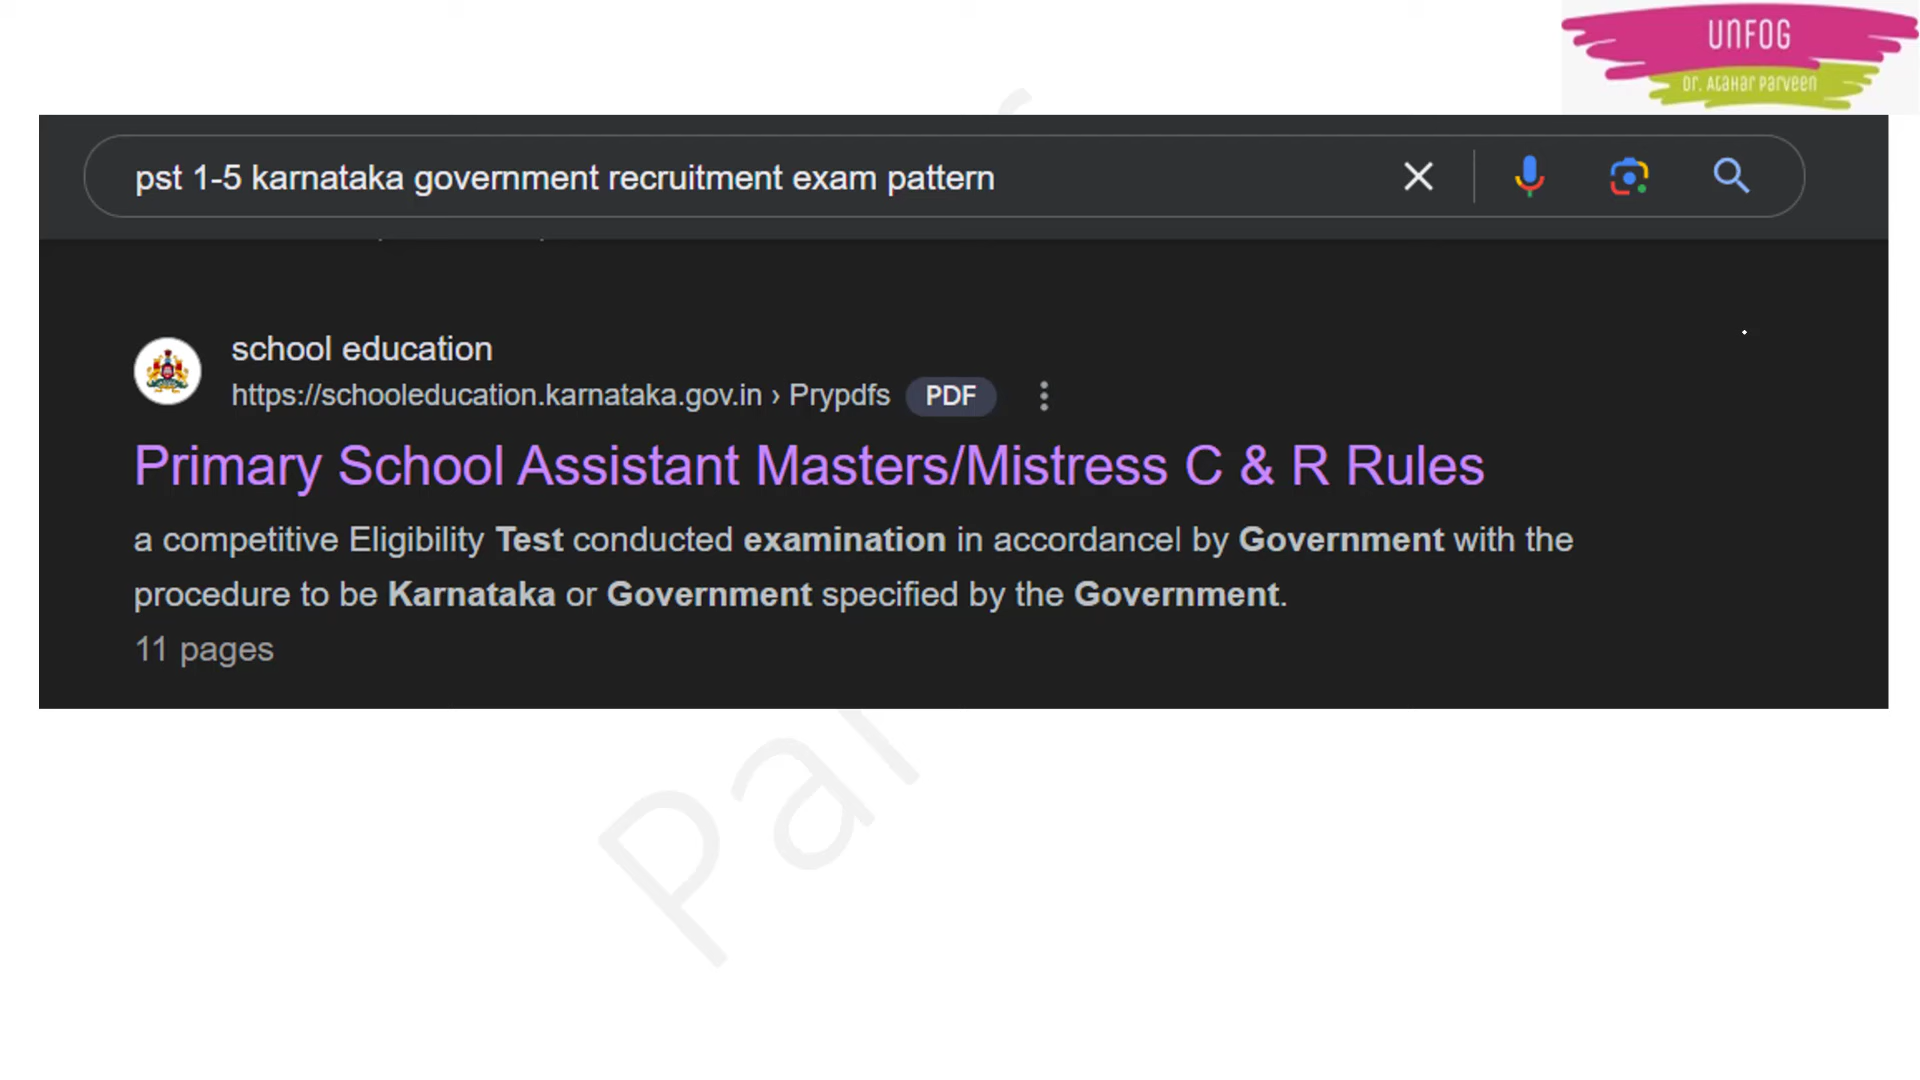 UNFOG
Dr. Atahar Parveen
pst 1-5 karnataka government recruitment exam pattern
school education
https://schooleducation.karnataka.gov.in › Prypdfs PDF
Primary School Assistant Masters/Mistress C & R Rules
a competitive Eligibility Test conducted examination in accordancel by Government with the
procedure to be Karnataka or Government specified by the Government.
11 pages
Par